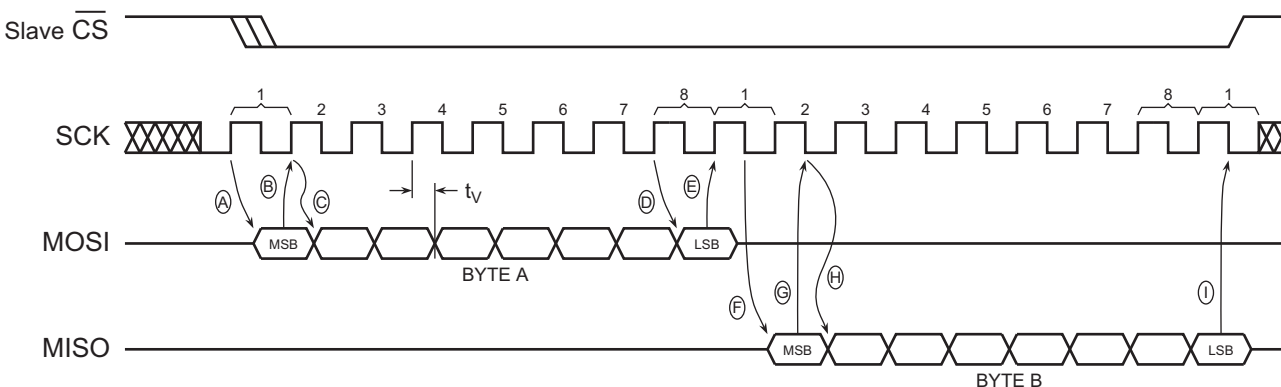 Slave CS
1 2 3 4 5 6 7 8 1 2 3 4 5 6 7 8 1
SCK
A B C tV D E
MOSI MSB LSB
BYTE A
F G H I
MISO MSB LSB
BYTE B